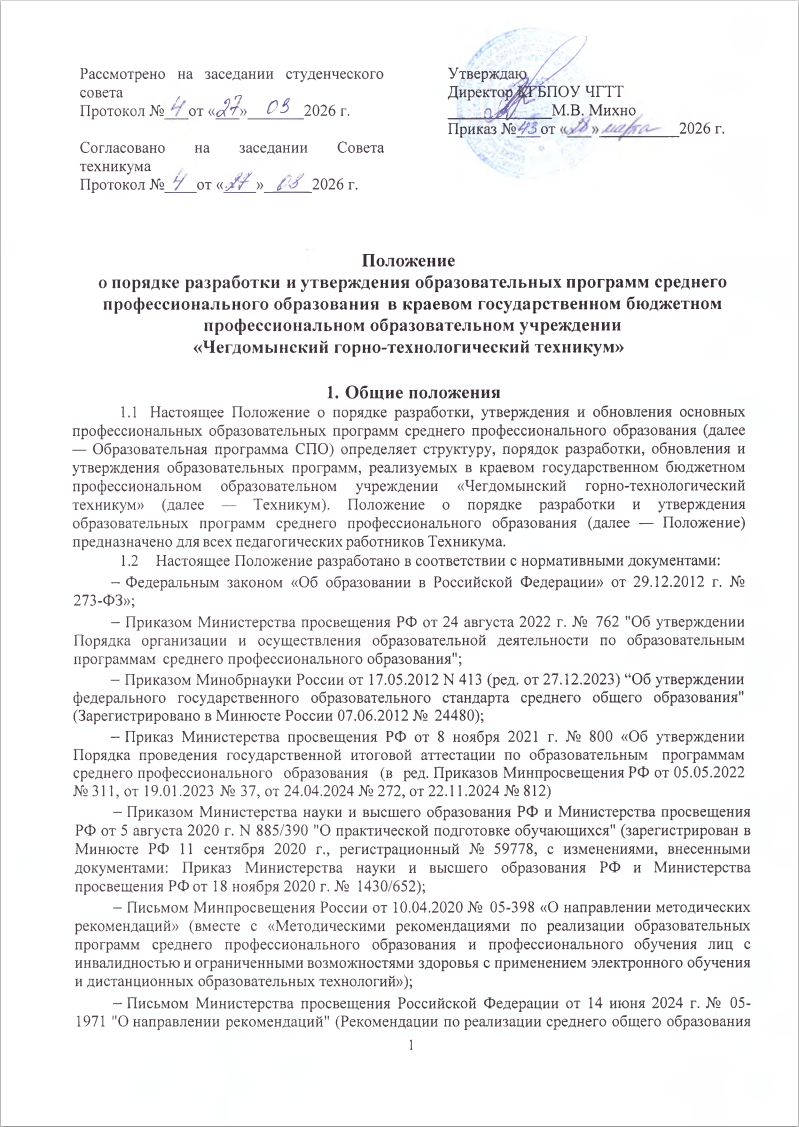 Рассмотрено на заседании студенческого
совета
Протокол № 4 от «27» 03 2026 г.
Согласовано на заседании Совета
техникума
Протокол № 4 от «27» 03 2026 г.
Утверждаю
Директор КГБПОУ ЧГТТ
М.В. Михно
Приказ № 43 от «28» марта 2026 г.
Положение
о порядке разработки и утверждения образовательных программ среднего
профессионального образования в краевом государственном бюджетном
профессиональном образовательном учреждении
«Чегдомынский горно-технологический техникум»
1. Общие положения
1.1 Настоящее Положение о порядке разработки, утверждения и обновления основных
профессиональных образовательных программ среднего профессионального образования (далее
— Образовательная программа СПО) определяет структуру, порядок разработки, обновления и
утверждения образовательных программ, реализуемых в краевом государственном бюджетном
профессиональном образовательном учреждении «Чегдомынский горно-технологический
техникум» (далее — Техникум). Положение о порядке разработки и утверждения
образовательных программ среднего профессионального образования (далее — Положение)
предназначено для всех педагогических работников Техникума.
1.2 Настоящее Положение разработано в соответствии с нормативными документами:
– Федеральным законом «Об образовании в Российской Федерации» от 29.12.2012 г. №
273-ФЗ»;
– Приказом Министерства просвещения РФ от 24 августа 2022 г. № 762 "Об утверждении
Порядка организации и осуществления образовательной деятельности по образовательным
программам среднего профессионального образования";
– Приказом Минобрнауки России от 17.05.2012 N 413 (ред. от 27.12.2023) “Об утверждении
федерального государственного образовательного стандарта среднего общего образования"
(Зарегистрировано в Минюсте России 07.06.2012 № 24480);
– Приказ Министерства просвещения РФ от 8 ноября 2021 г. № 800 «Об утверждении
Порядка проведения государственной итоговой аттестации по образовательным программам
среднего профессионального образования (в ред. Приказов Минпросвещения РФ от 05.05.2022
№ 311, от 19.01.2023 № 37, от 24.04.2024 № 272, от 22.11.2024 № 812)
– Приказом Министерства науки и высшего образования РФ и Министерства просвещения
РФ от 5 августа 2020 г. N 885/390 "О практической подготовке обучающихся" (зарегистрирован в
Минюсте РФ 11 сентября 2020 г., регистрационный № 59778, с изменениями, внесенными
документами: Приказ Министерства науки и высшего образования РФ и Министерства
просвещения РФ от 18 ноября 2020 г. № 1430/652);
– Письмом Минпросвещения России от 10.04.2020 № 05-398 «О направлении методических
рекомендаций» (вместе с «Методическими рекомендациями по реализации образовательных
программ среднего профессионального образования и профессионального обучения лиц с
инвалидностью и ограниченными возможностями здоровья с применением электронного обучения
и дистанционных образовательных технологий»);
– Письмом Министерства просвещения Российской Федерации от 14 июня 2024 г. № 05-
1971 "О направлении рекомендаций" (Рекомендации по реализации среднего общего образования
1